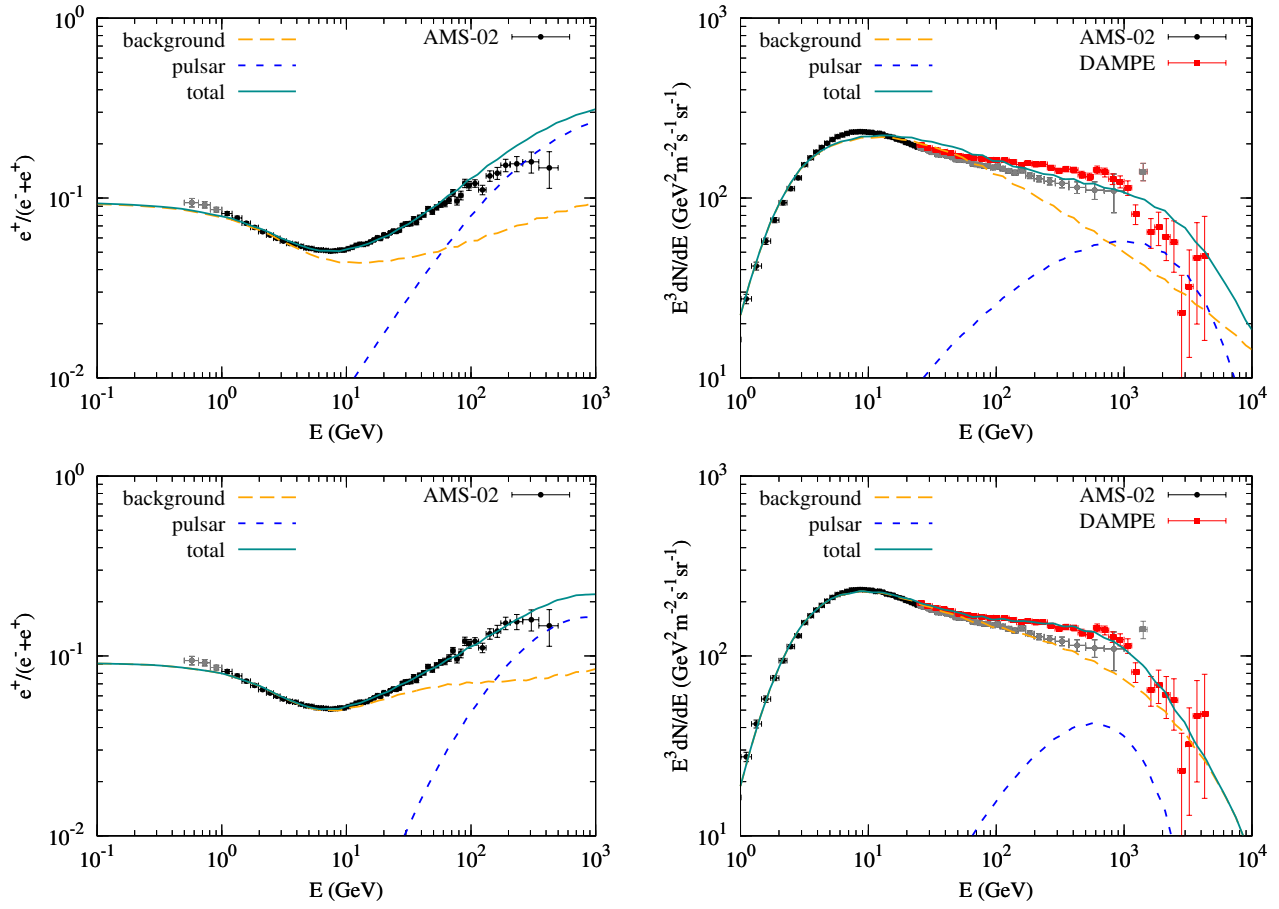 10^0
10^-1
10^-2
10^-1
10^0
10^1
10^2
10^3
e^+/(e^-+e^+)
E (GeV)
background
pulsar
total
AMS-02
10^3
10^2
10^1
10^0
10^1
10^2
10^3
10^4
E^3dN/dE (GeV^2m^-2s^-1sr^-1)
E (GeV)
background
pulsar
total
AMS-02
DAMPE
10^0
10^-1
10^-2
10^-1
10^0
10^1
10^2
10^3
e^+/(e^-+e^+)
E (GeV)
background
pulsar
total
AMS-02
10^3
10^2
10^1
10^0
10^1
10^2
10^3
10^4
E^3dN/dE (GeV^2m^-2s^-1sr^-1)
E (GeV)
background
pulsar
total
AMS-02
DAMPE